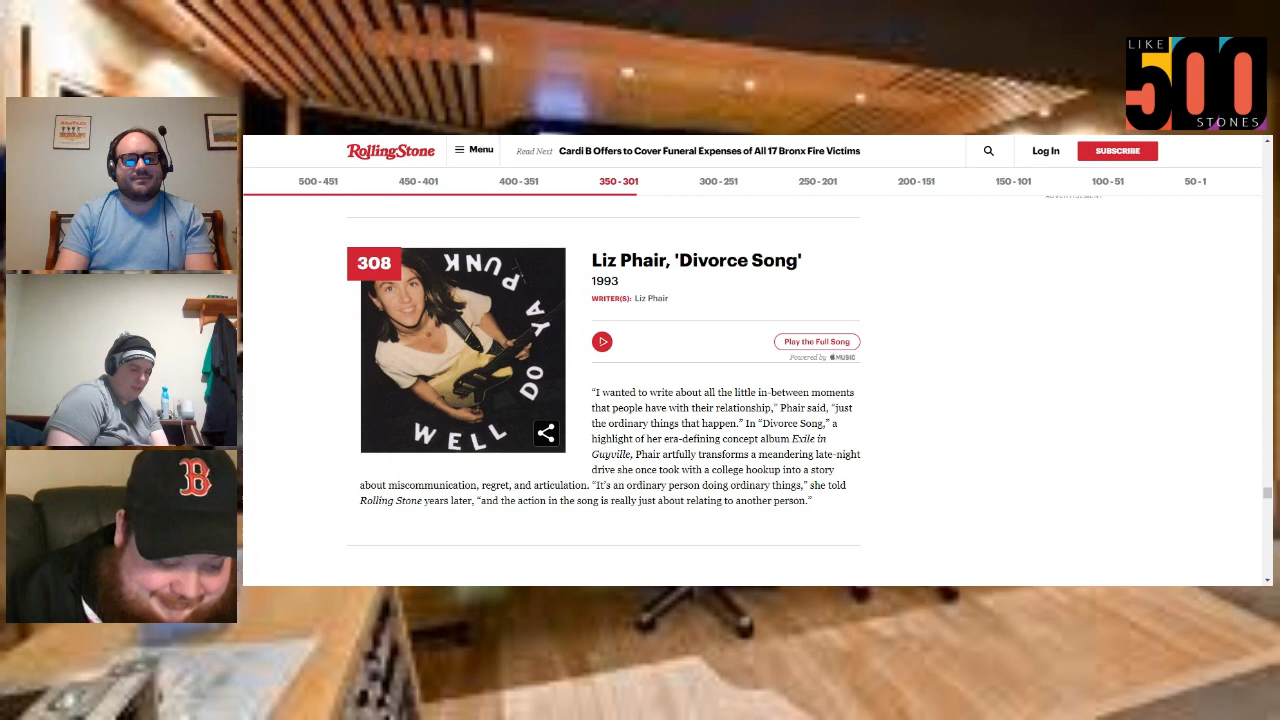 LIKE
500
STONES
RollingStone
Menu
Read Next Cardi B Offers to Cover Funeral Expenses of All 17 Bronx Fire Victims
Log In
SUBSCRIBE
500 - 451 450 - 401 400 - 351 350 - 301 300 - 251 250 - 201 200 - 151 150 - 101 100 - 51 50 - 1
ADVERTISEMENT
308
WELL DO YA PUNK
Liz Phair, 'Divorce Song'
1993
WRITER(S): Liz Phair
Play the Full Song
Powered by MUSIC
“I wanted to write about all the little in-between moments
that people have with their relationship,” Phair said, “just
the ordinary things that happen.” In “Divorce Song,” a
highlight of her era-defining concept album Exile in
Guyville, Phair artfully transforms a meandering late-night
drive she once took with a college hookup into a story
about miscommunication, regret, and articulation. “It’s an ordinary person doing ordinary things,” she told
Rolling Stone years later, “and the action in the song is really just about relating to another person.”
B